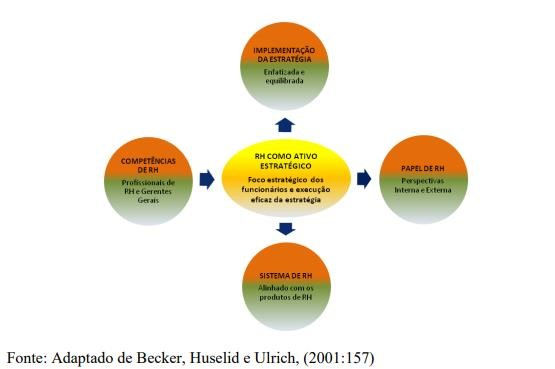 IMPLEMENTAÇÃO
DA ESTRATÉGIA
Enfatizada e
equilibrada
COMPETÊNCIAS
DE RH
Profissionais de
RH e Gerentes
Gerais
RH COMO ATIVO
ESTRATÉGICO
Foco estratégico dos
funcionários e execução
eficaz da estratégia
PAPEL DE RH
Perspectivas
Interna e Externa
SISTEMA DE RH
Alinhado com os
produtos de RH
Fonte: Adaptado de Becker, Huselid e Ulrich, (2001:157)